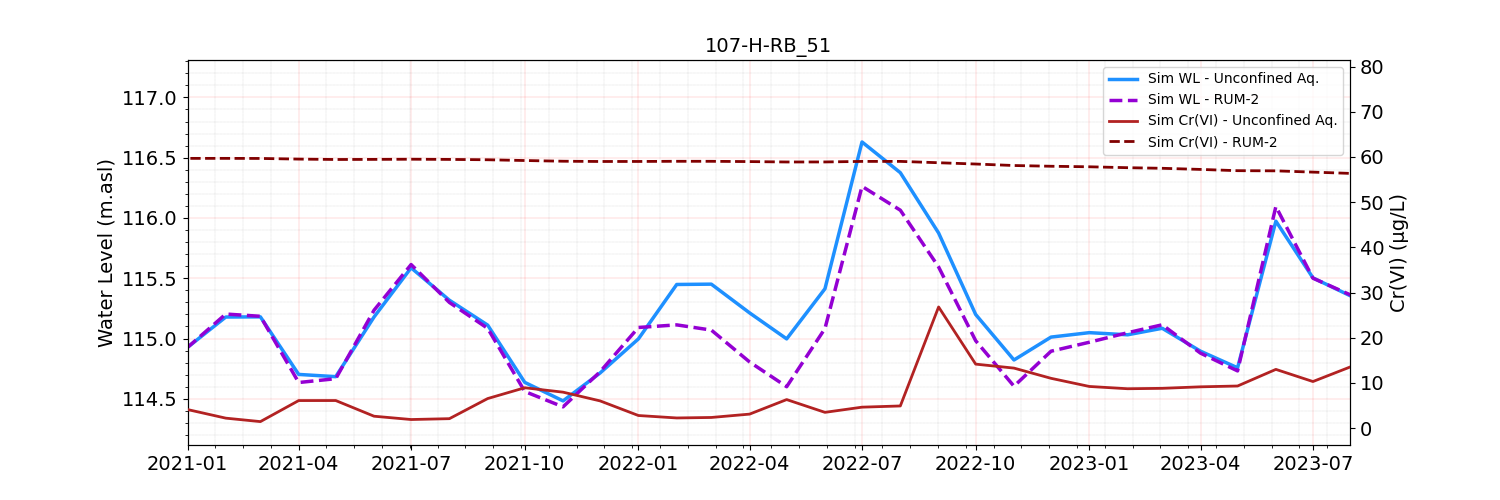 107-H-RB_51
Water Level (m.asl)
117.0
116.5
116.0
115.5
115.0
114.5
Sim WL - Unconfined Aq.
Sim WL - RUM-2
Sim Cr(VI) - Unconfined Aq.
Sim Cr(VI) - RUM-2
80
70
60
50
40
30
20
10
0
Cr(VI) (μg/L)
2021-01 2021-04 2021-07 2021-10 2022-01 2022-04 2022-07 2022-10 2023-01 2023-04 2023-07